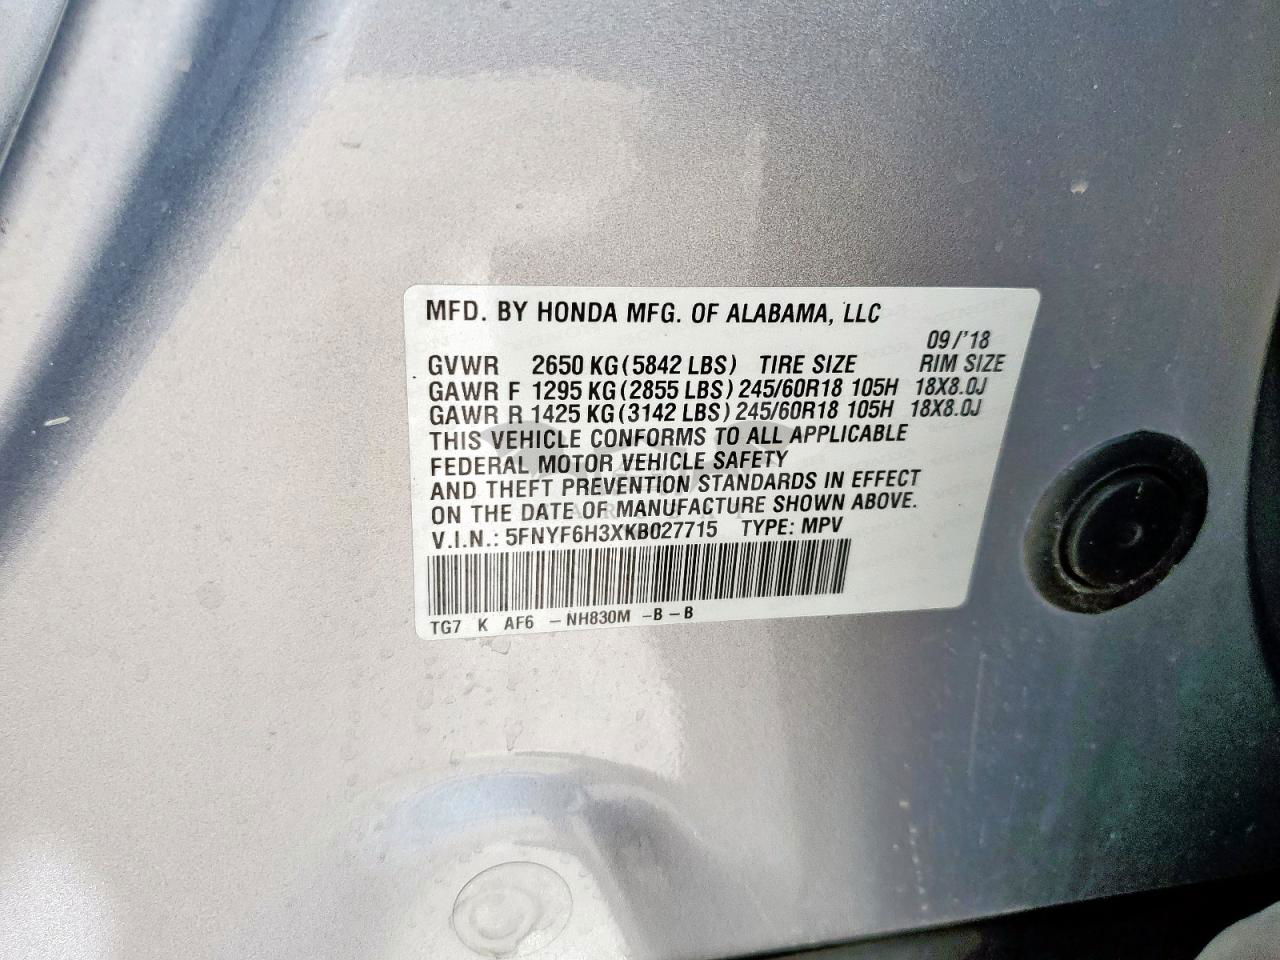 MFD. BY HONDA MFG. OF ALABAMA, LLC
09/'18
GVWR 2650 KG (5842 LBS) TIRE SIZE RIM SIZE
GAWR F 1295 KG (2855 LBS) 245/60R18 105H 18X8.0J
GAWR R 1425 KG (3142 LBS) 245/60R18 105H 18X8.0J
THIS VEHICLE CONFORMS TO ALL APPLICABLE
FEDERAL MOTOR VEHICLE SAFETY
AND THEFT PREVENTION STANDARDS IN EFFECT
ON THE DATE OF MANUFACTURE SHOWN ABOVE.
V.I.N.: 5FNYF6H3XKB027715 TYPE: MPV
TG7 K AF6 - NH830M - B - B